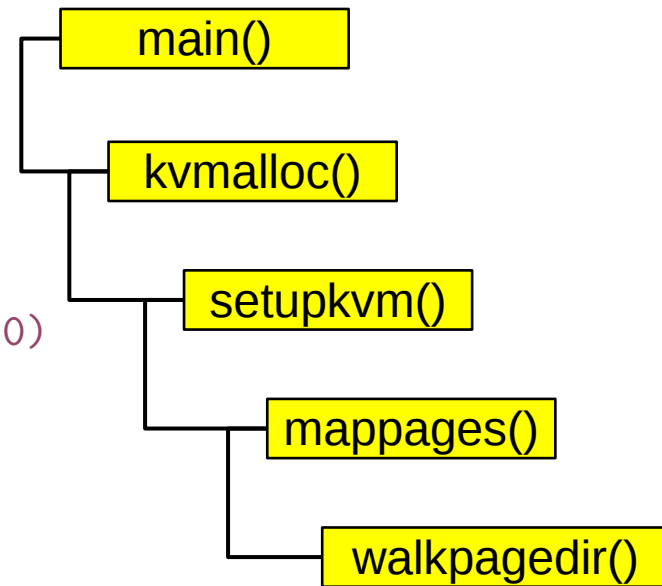 main()
kvmalloc()
setupkvm()
0)
mappages()
walkpagedir()